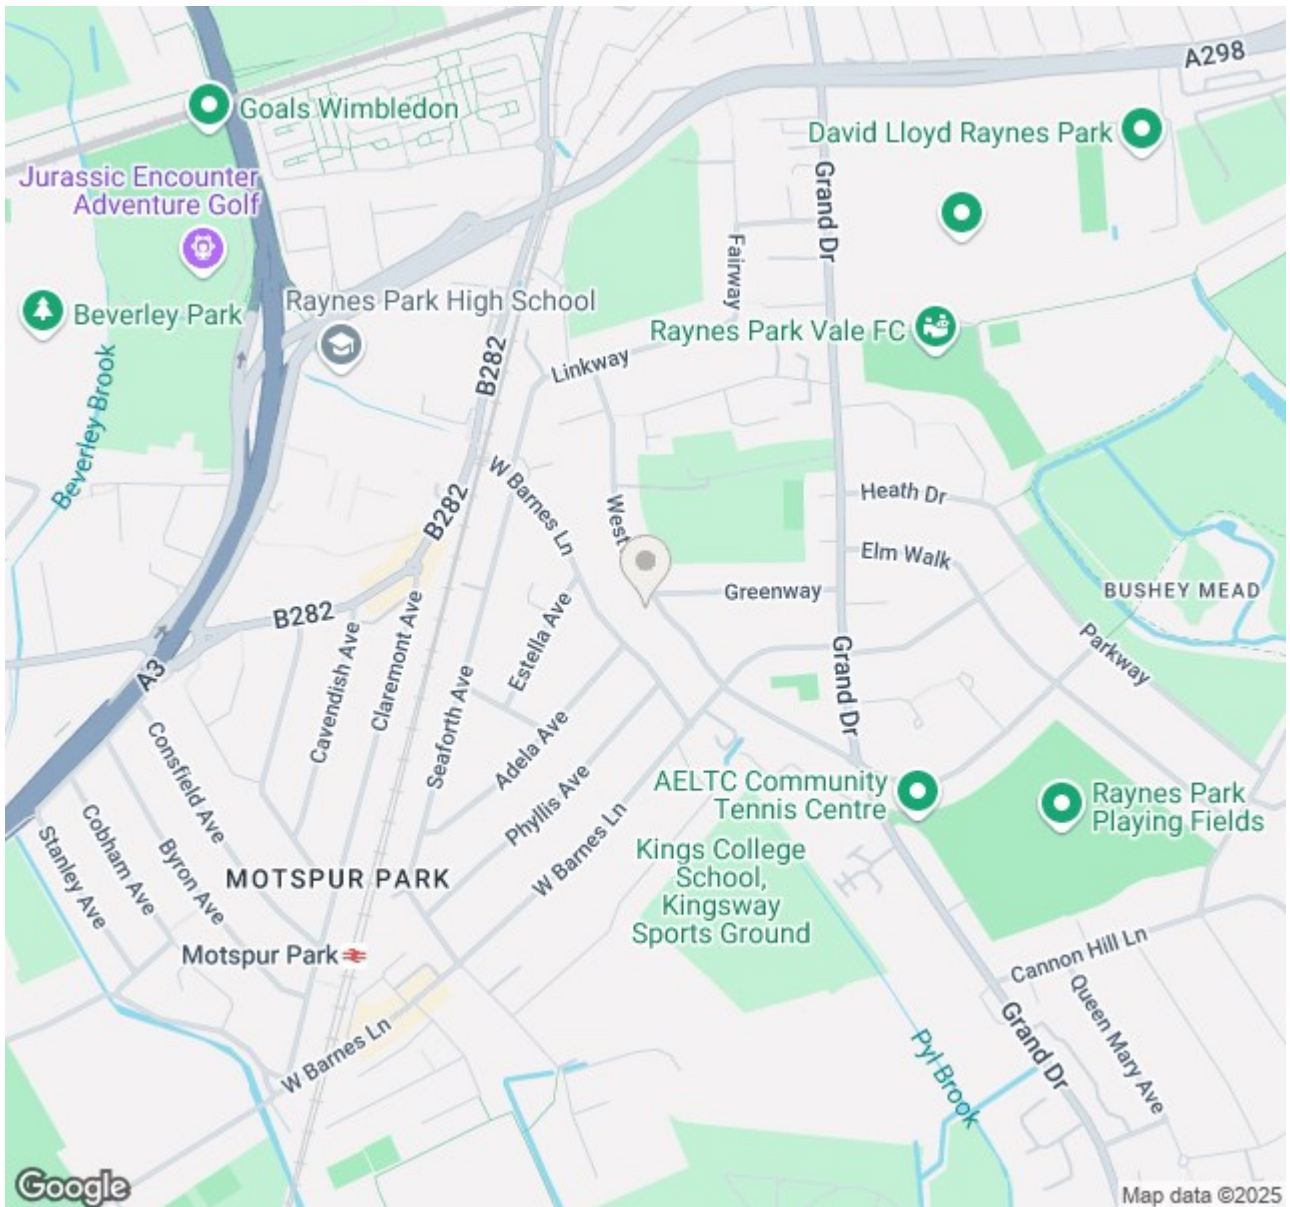 A298
Goals Wimbledon
David Lloyd Raynes Park
Jurassic Encounter
Adventure Golf
Grand Dr
Fairway
Beverley Park
Raynes Park High School
Raynes Park Vale FC
B282
Linkway
Beverley Brook
W Barnes Ln
Heath Dr
West
B282
Elm Walk
Greenway
BUSHEY MEAD
B282
Estella Ave
Cavendish Ave
Claremont Ave
Parkway
Grand Dr
A3
Seaforth Ave
Consfield Ave
Adela Ave
AELTC Community
Tennis Centre
Raynes Park
Playing Fields
Phyllis Ave
W Barnes Ln
Cobham Ave
Stanley Ave
Byron Ave
MOTSPUR PARK
Kings College
School,
Kingsway
Sports Ground
Motspur Park
Cannon Hill Ln
Queen Mary Ave
Grand Dr
W Barnes Ln
Pyl Brook
Google
Map data ©2025